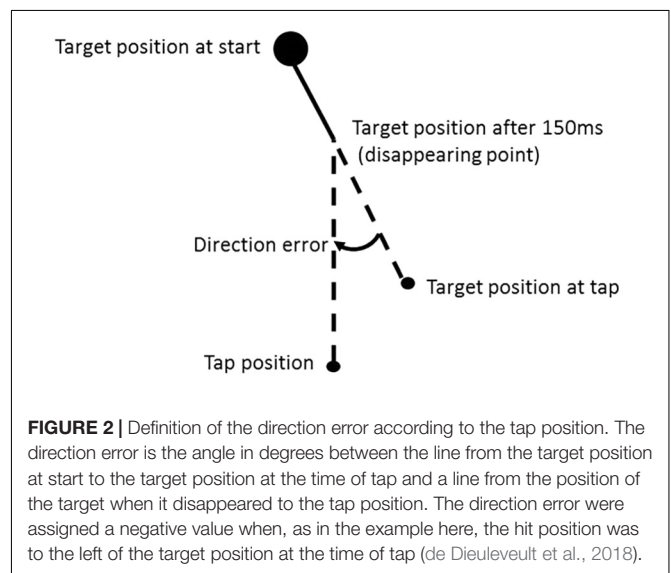 Target position at start
Target position after 150ms
(disappearing point)
Direction error
Target position at tap
Tap position
FIGURE 2 | Definition of the direction error according to the tap position. The
direction error is the angle in degrees between the line from the target position
at start to the target position at the time of tap and a line from the position of
the target when it disappeared to the tap position. The direction error were
assigned a negative value when, as in the example here, the hit position was
to the left of the target position at the time of tap (de Dieuleveult et al., 2018).